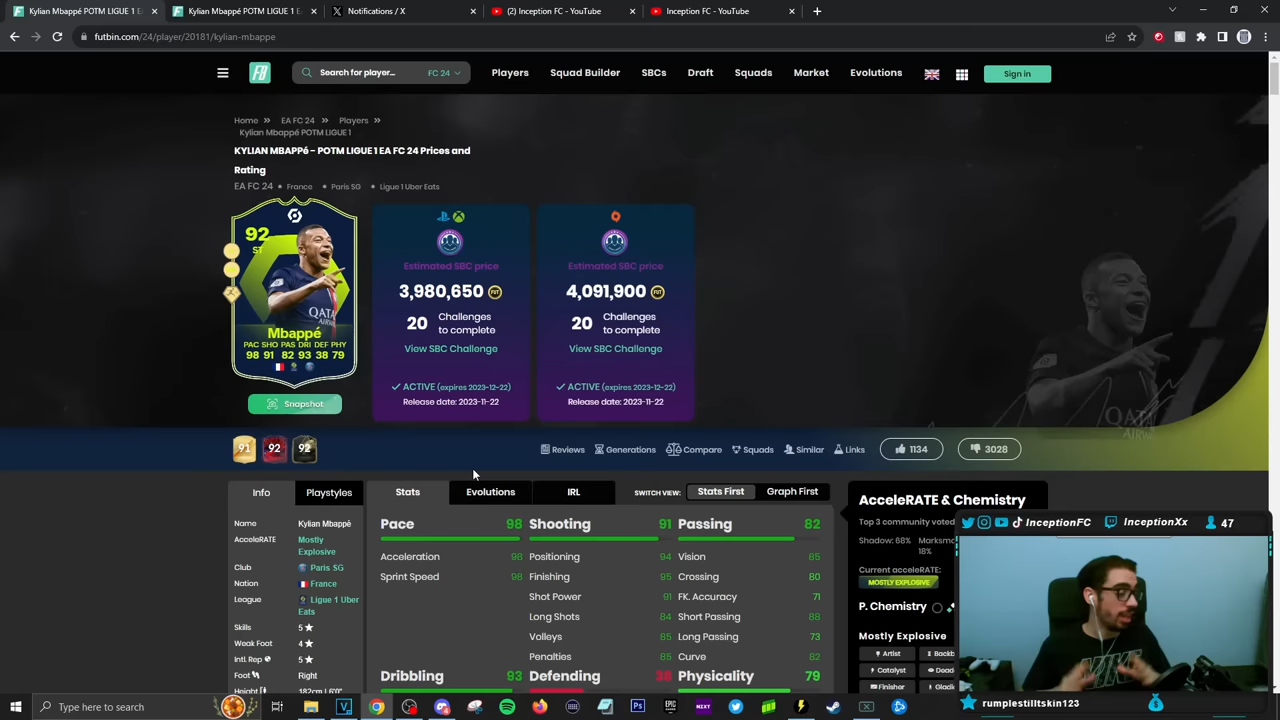 Kylian Mbappé POTM LIGUE 1 E
Kylian Mbappé POTM LIGUE 1 E
Notifications / X
(2) Inception FC - YouTube
Inception FC - YouTube
futbin.com/24/player/20181/kylian-mbappe
Search for player...
FC 24
Players
Squad Builder
SBCs
Draft
Squads
Market
Evolutions
Sign in
Home » EA FC 24 » Players »
Kylian Mbappé POTM LIGUE 1
KYLIAN MBAPPé - POTM LIGUE 1 EA FC 24 Prices and
Rating
EA FC 24 • France • Paris SG • Ligue 1 Uber Eats
92
ST
QATAR
AIRWAYS
Mbappé
PAC SHO PAS DRI DEF PHY
98 91 82 93 38 79
Snapshot
Estimated SBC price
3,980,650
20 Challenges
to complete
View SBC Challenge
ACTIVE (expires 2023-12-22)
Release date: 2023-11-22
Estimated SBC price
4,091,900
20 Challenges
to complete
View SBC Challenge
ACTIVE (expires 2023-12-22)
Release date: 2023-11-22
91
92
92
Reviews
Generations
Compare
Squads
Similar
Links
1134
3028
Info
Playstyles
Name Kylian Mbappé
AcceleRATE Mostly
Explosive
Club Paris SG
Nation France
League Ligue 1 Uber
Eats
Skills 5
Weak Foot 4
Intl. Rep 5
Foot Right
Height 182cm | 6'0"
Stats
Evolutions
IRL
SWITCH VIEW:
Stats First
Graph First
Pace 98
Acceleration 98
Sprint Speed 98
Shooting 91
Positioning 94
Finishing 95
Shot Power 91
Long Shots 84
Volleys 85
Penalties 85
Passing 82
Vision 85
Crossing 80
FK. Accuracy 71
Short Passing 88
Long Passing 73
Curve 82
Dribbling 93
Defending 38
Physicality 79
AcceleRATE & Chemistry
Top 3 community voted
Shadow: 68%
18%
Current acceleRATE:
MOSTLY EXPLOSIVE
P. Chemistry
Mostly Explosive
Artist
Catalyst
Finisher
InceptionFC
InceptionXx
47
rumplestilltskin123
Type here to search